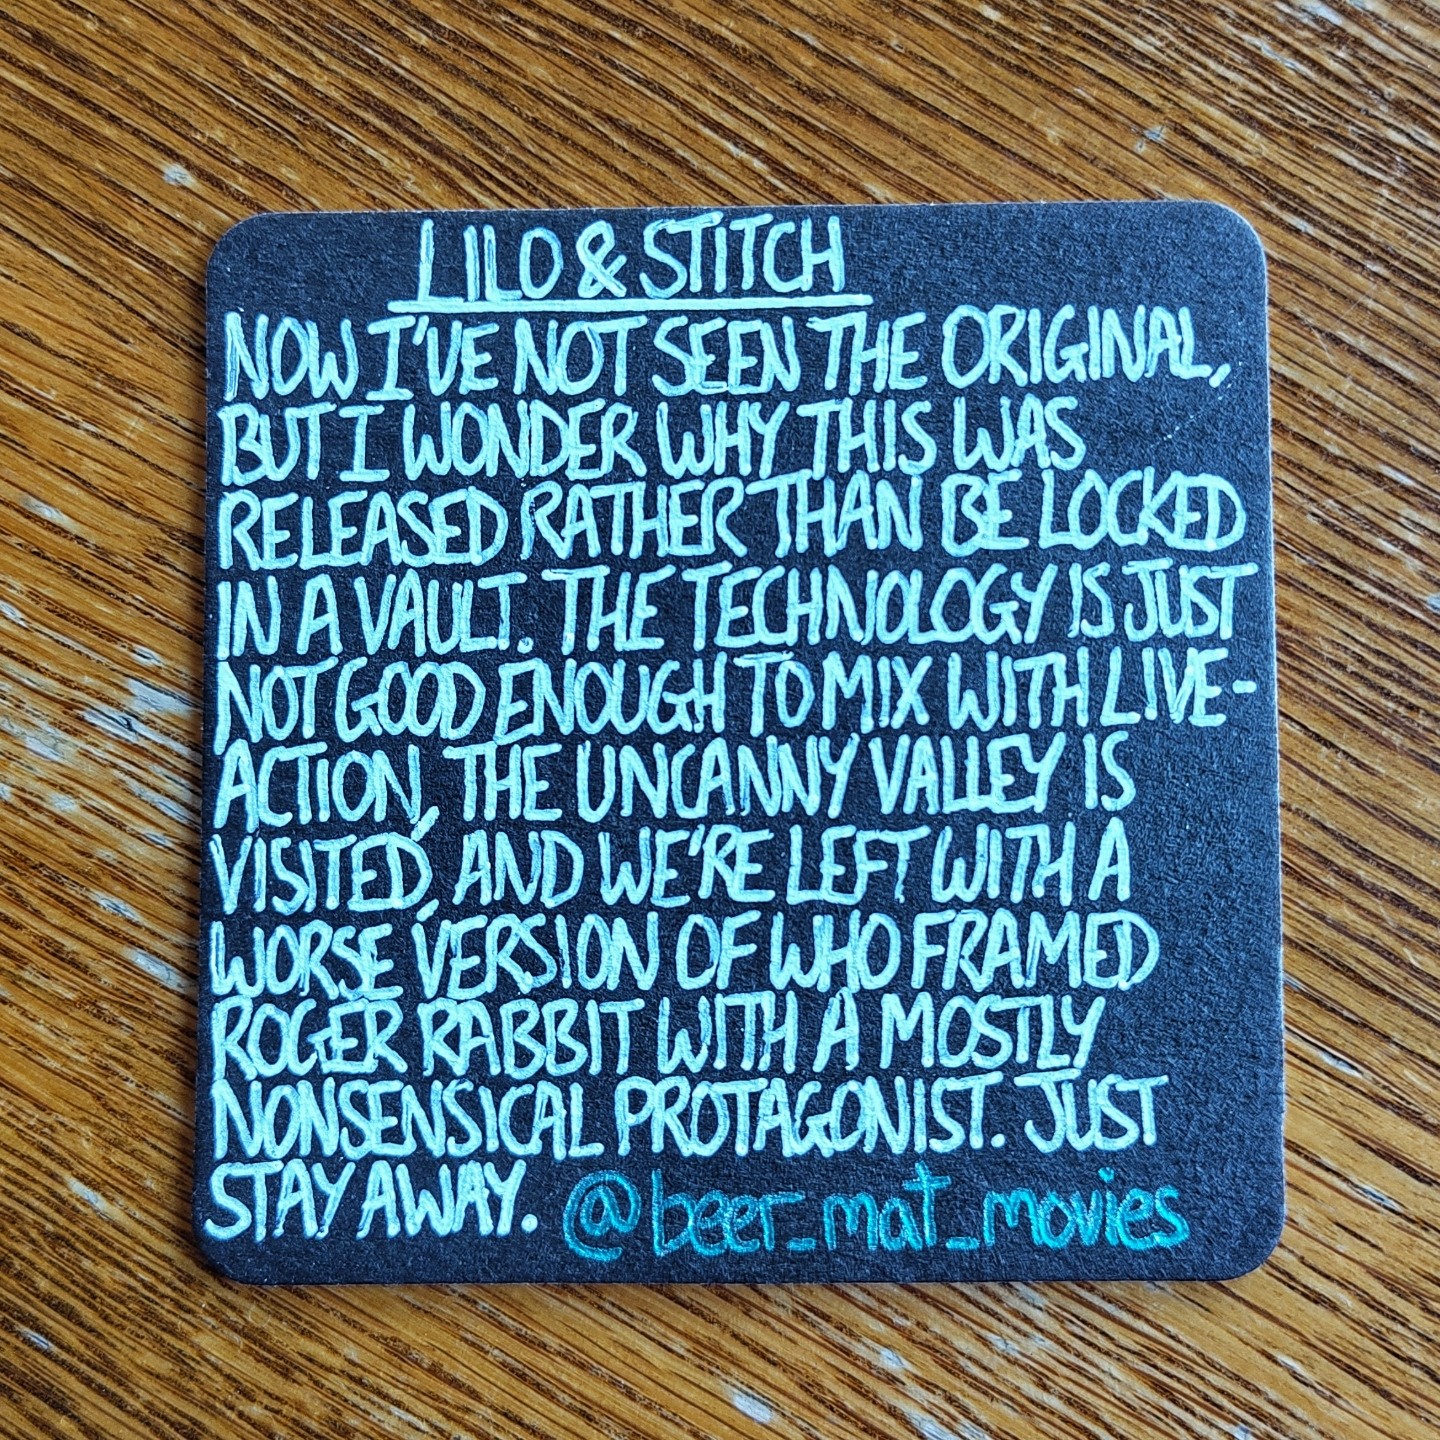 LILO & STITCH
NOW I'VE NOT SEEN THE ORIGINAL,
BUT I WONDER WHY THIS WAS
RELEASED RATHER THAN BE LOCKED
IN A VAULT. THE TECHNOLOGY IS JUST
NOT GOOD ENOUGH TO MIX WITH LIVE-
ACTION, THE UNCANNY VALLEY IS
VISITED, AND WE'RE LEFT WITH A
WORSE VERSION OF WHO FRAMED
ROGER RABBIT WITH A MOSTLY
NONSENSICAL PROTAGONIST. JUST
STAY AWAY. @beer_mat_movies